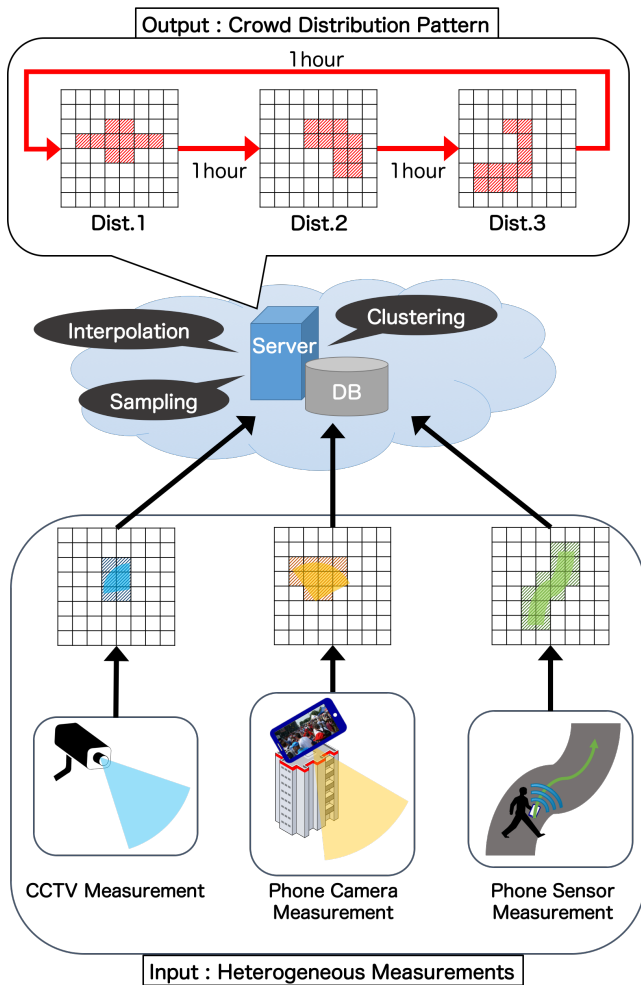 Output : Crowd Distribution Pattern
1hour
1hour
1hour
Dist.1
Dist.2
Dist.3
Interpolation
Clustering
Server
Sampling
DB
CCTV Measurement
Phone Camera
Measurement
Phone Sensor
Measurement
Input : Heterogeneous Measurements